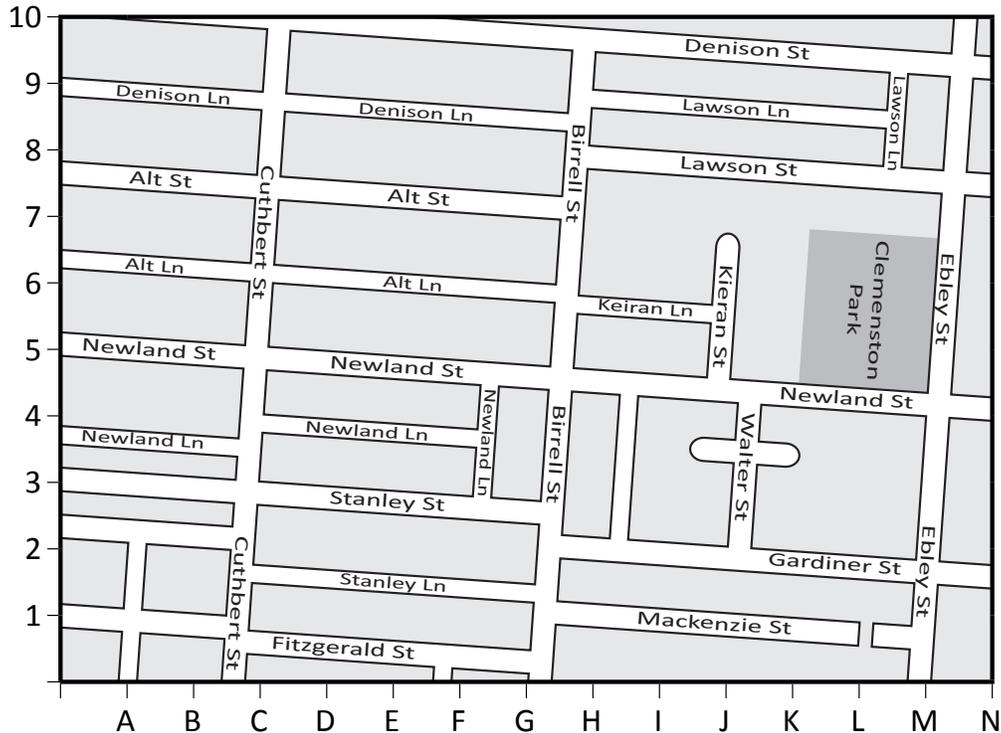 10
Denison St
9
Denison Ln
Denison Ln
Lawson Ln
Lawson Ln
8
Birrell St
Lawson St
Alt St
Cuthbert St
Alt St
7
Alt Ln
Alt Ln
Kieran St
Clemenston
Park
Ebley St
6
Keiran Ln
5
Newland St
Newland St
Newland St
4
Newland Ln
Newland Ln
Newland Ln
Birrell St
Walter St
3
Stanley St
2
Cuthbert St
Stanley Ln
Gardiner St
Ebley St
1
Mackenzie St
Fitzgerald St
A B C D E F G H I J K L M N